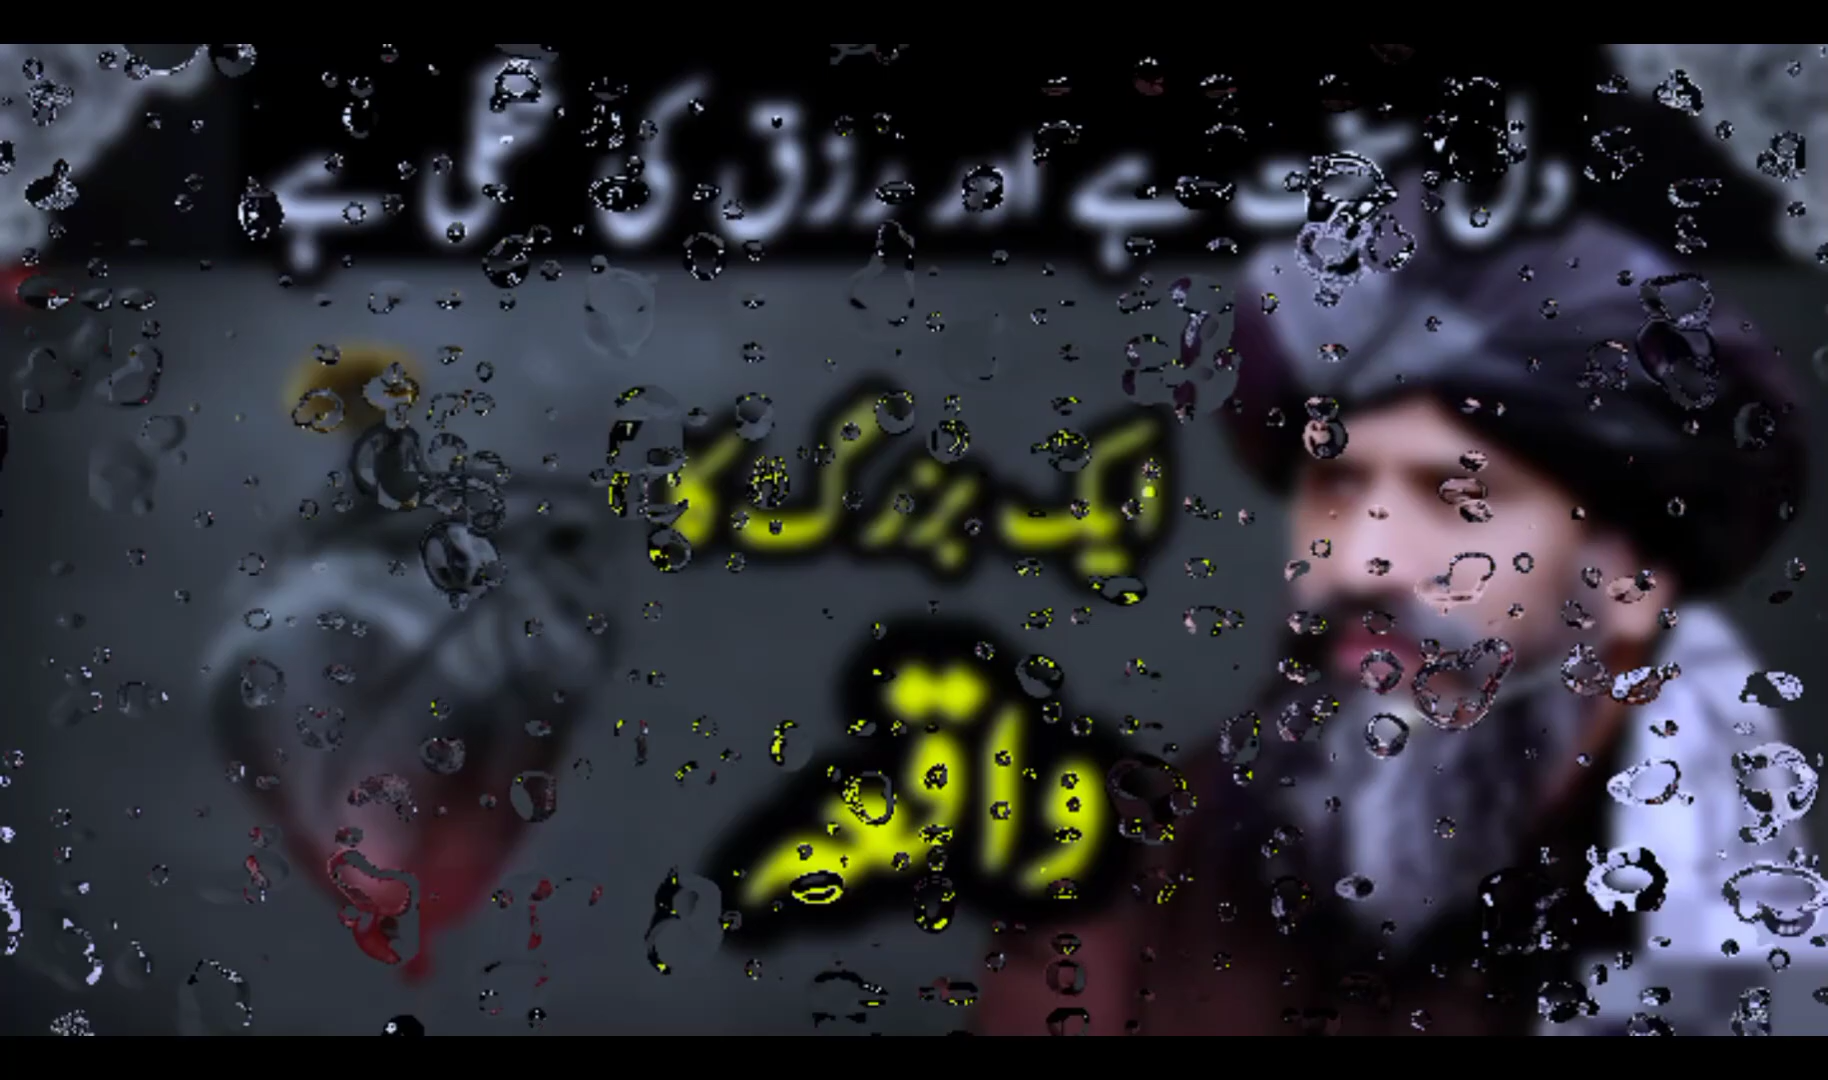 دل سخت ہے اور رزق کی کمی ہے
ایک بزرگ کا
واقعہ